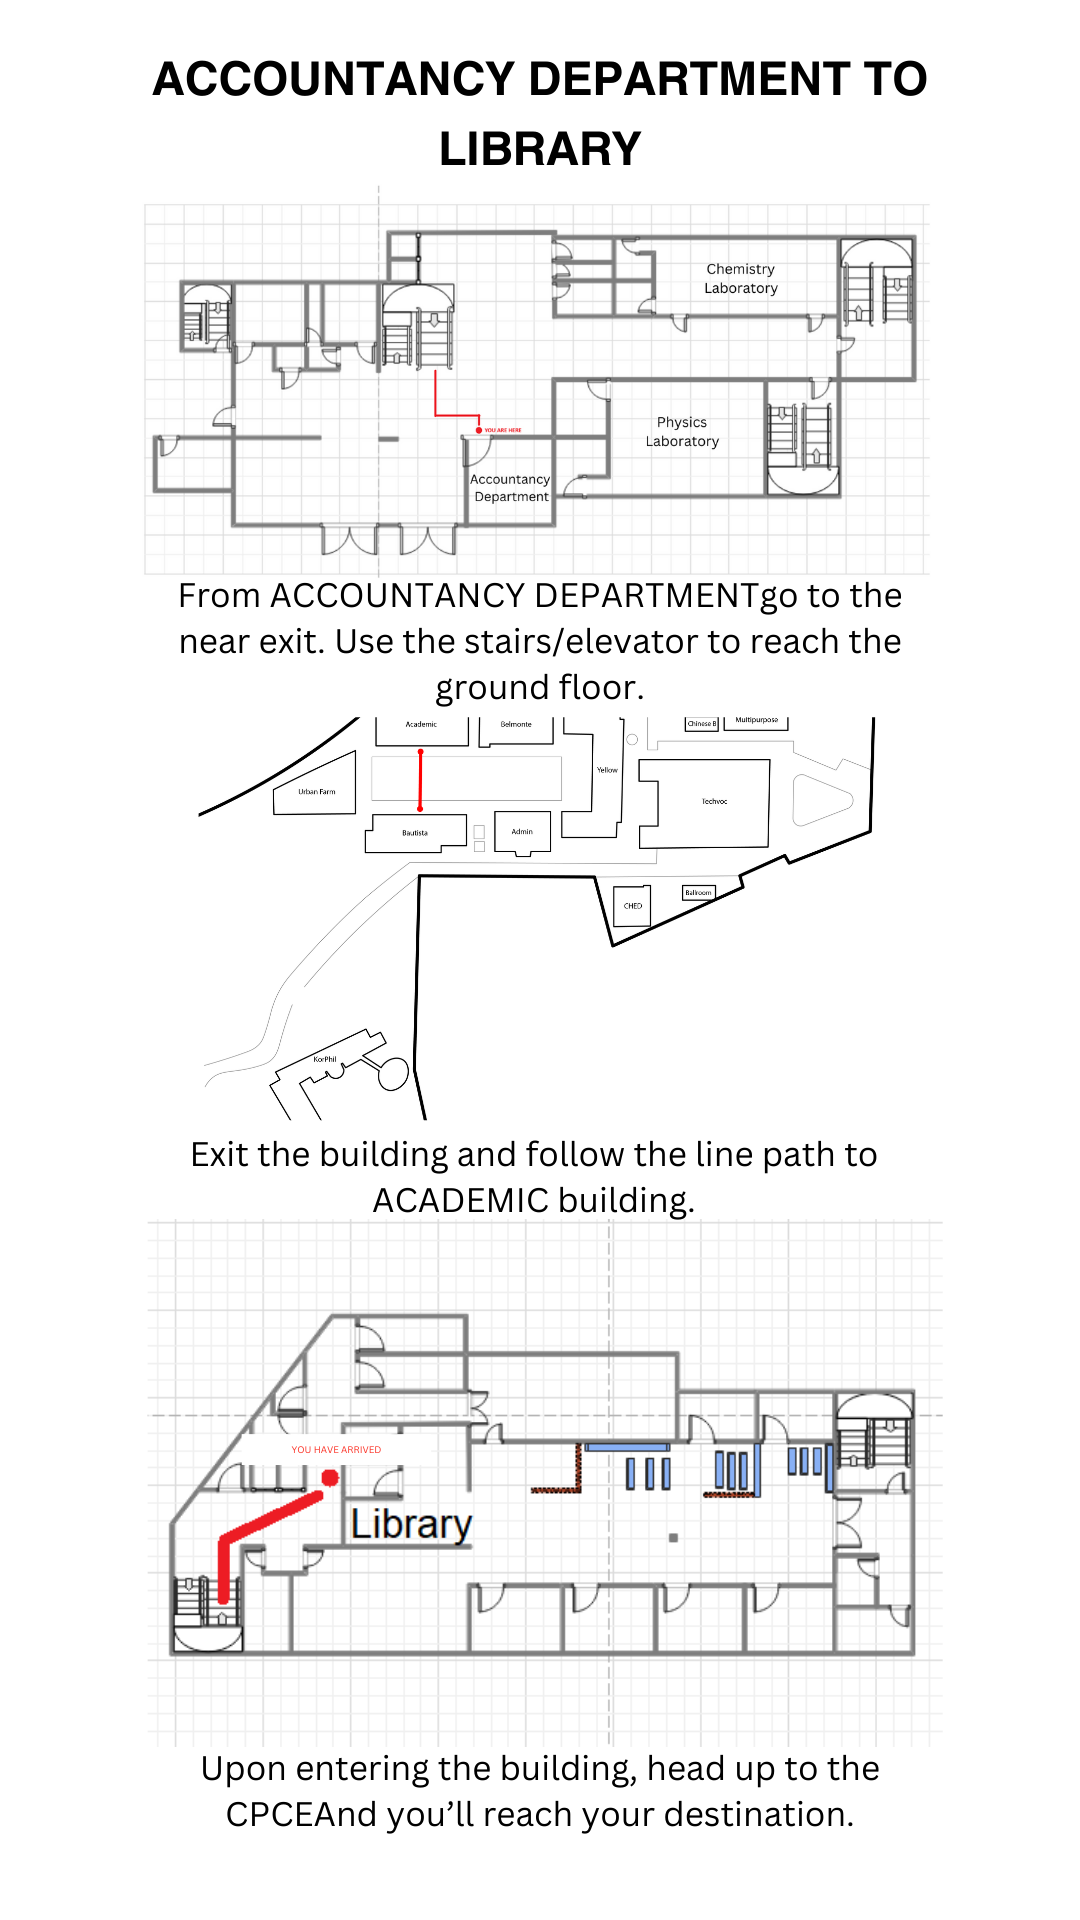 ACCOUNTANCY DEPARTMENT TO
LIBRARY
Chemistry
Laboratory
Physics
Laboratory
YOU ARE HERE
Accountancy
Department
From ACCOUNTANCY DEPARTMENTgo to the
near exit. Use the stairs/elevator to reach the
ground floor.
Academic
Belmonte
Chinese B
Multipurpose
Yellow
Urban Farm
Techvoc
Bautista
Admin
CHED
Ballroom
KorPhil
Exit the building and follow the line path to
ACADEMIC building.
YOU HAVE ARRIVED
Library
Upon entering the building, head up to the
CPCEAnd you’ll reach your destination.